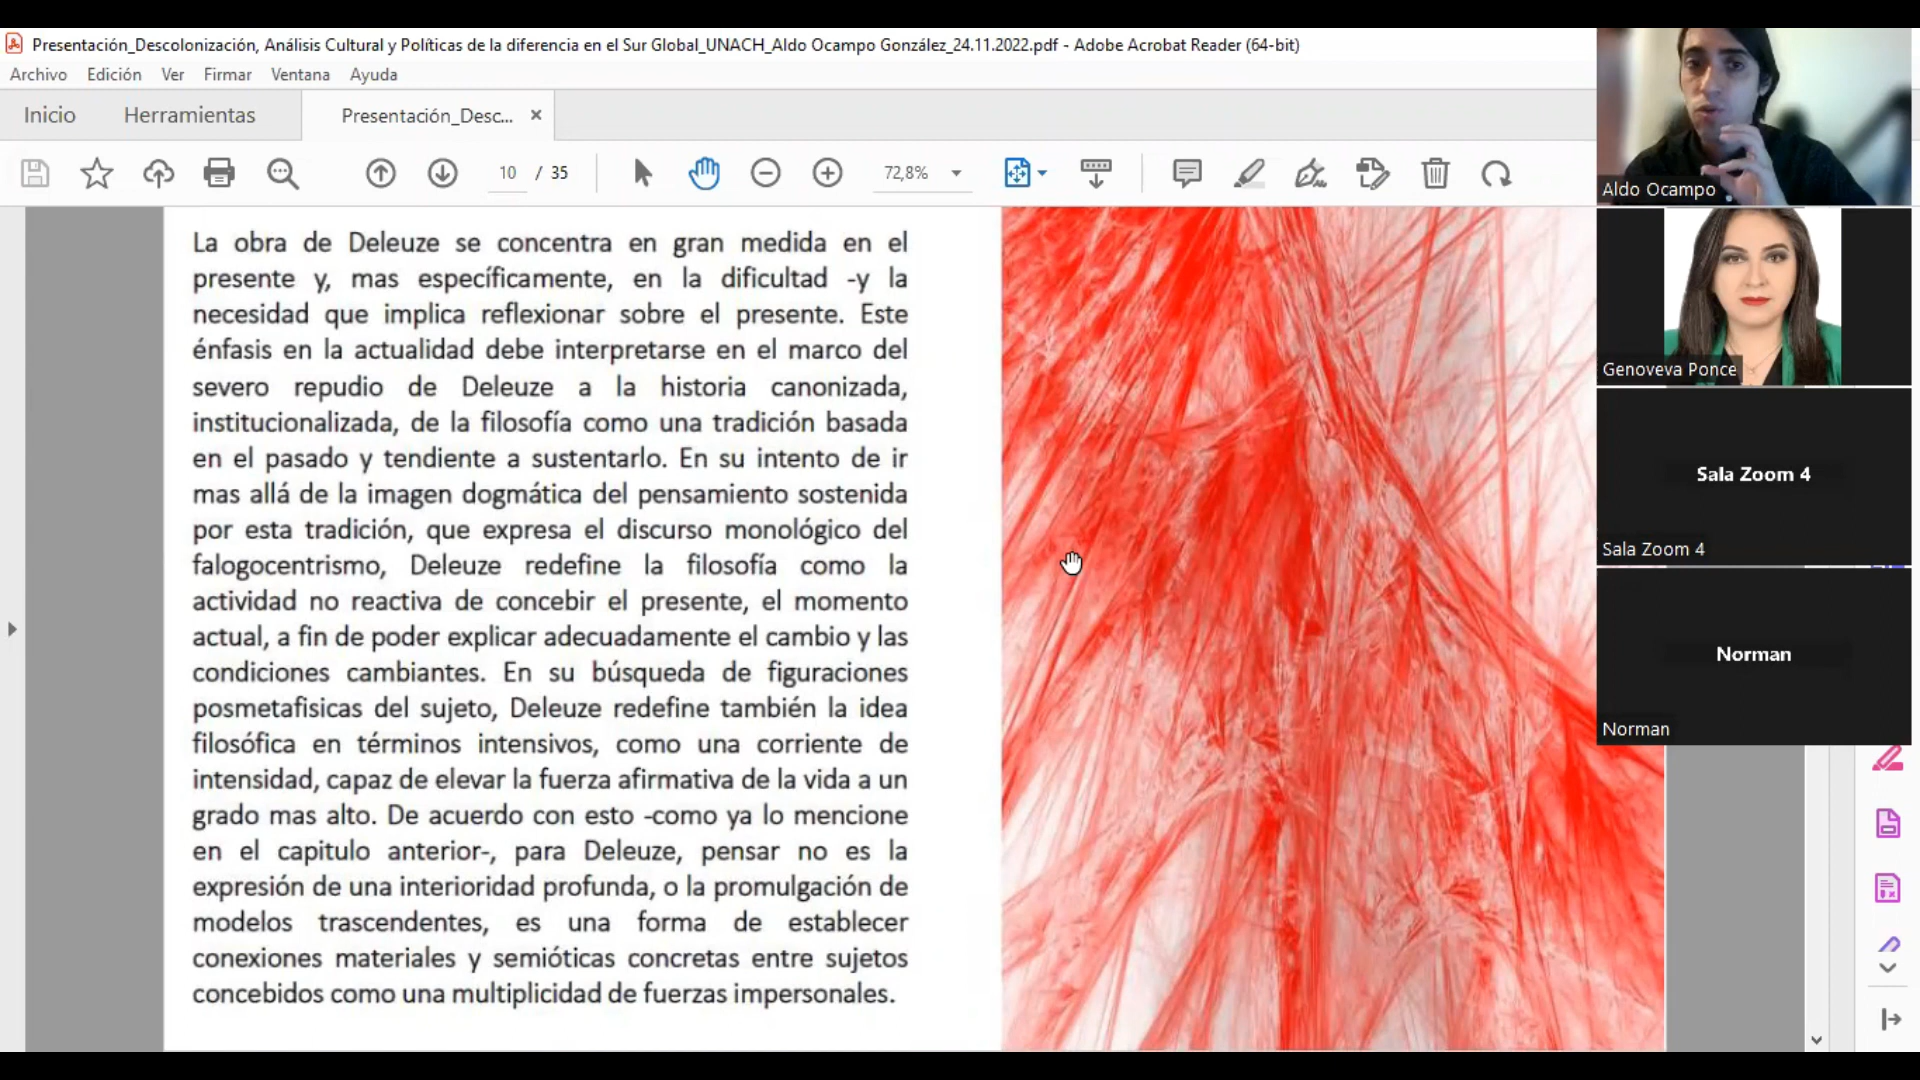 Presentación_Descolonización, Análisis Cultural y Políticas de la diferencia en el Sur Global_UNACH_Aldo Ocampo González_24.11.2022.pdf - Adobe Acrobat Reader (64-bit)
Archivo Edición Ver Firmar Ventana Ayuda
Inicio Herramientas Presentación_Desc... ×
10 / 35 72,8%
La obra de Deleuze se concentra en gran medida en el
presente y, mas específicamente, en la dificultad -y la
necesidad que implica reflexionar sobre el presente. Este
énfasis en la actualidad debe interpretarse en el marco del
severo repudio de Deleuze a la historia canonizada,
institucionalizada, de la filosofía como una tradición basada
en el pasado y tendiente a sustentarlo. En su intento de ir
mas allá de la imagen dogmática del pensamiento sostenida
por esta tradición, que expresa el discurso monológico del
falogocentrismo, Deleuze redefine la filosofía como la
actividad no reactiva de concebir el presente, el momento
actual, a fin de poder explicar adecuadamente el cambio y las
condiciones cambiantes. En su búsqueda de figuraciones
posmetafisicas del sujeto, Deleuze redefine también la idea
filosófica en términos intensivos, como una corriente de
intensidad, capaz de elevar la fuerza afirmativa de la vida a un
grado mas alto. De acuerdo con esto -como ya lo mencione
en el capitulo anterior-, para Deleuze, pensar no es la
expresión de una interioridad profunda, o la promulgación de
modelos trascendentes, es una forma de establecer
conexiones materiales y semióticas concretas entre sujetos
concebidos como una multiplicidad de fuerzas impersonales.
Aldo Ocampo
Genoveva Ponce
Sala Zoom 4
Sala Zoom 4
Norman
Norman